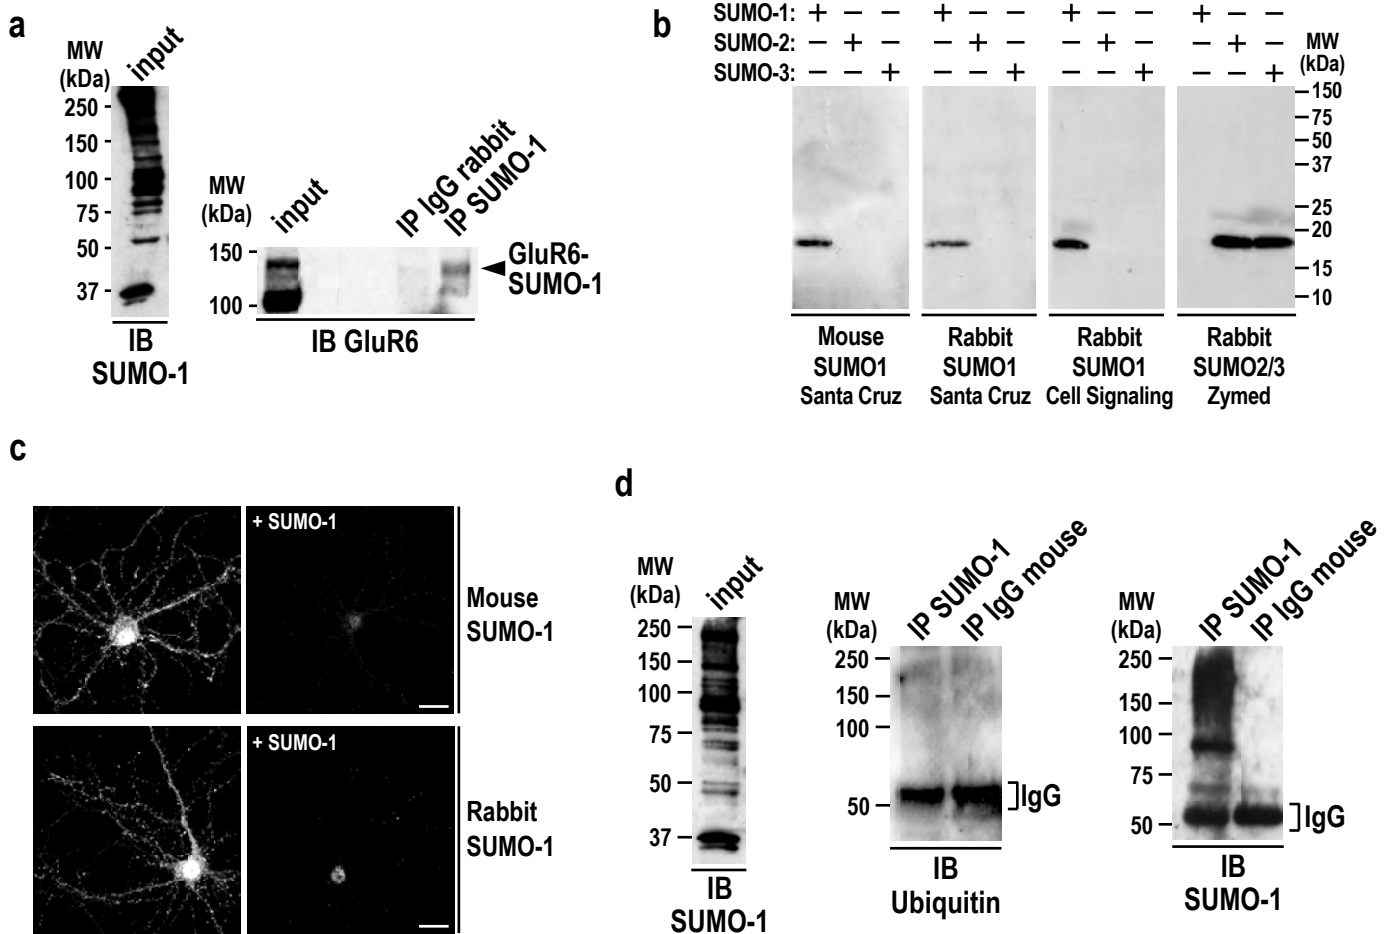 a
MW
(kDa)
input
250
150
100
75
50
37
IB
SUMO-1
MW
(kDa)
input
IP IgG rabbit
IP SUMO-1
150
100
GluR6-
SUMO-1
IB GluR6
b
SUMO-1: + − − + − − + − − + − −
SUMO-2: − + − − + − − + − − + −
SUMO-3: − − + − − + − − + − − +
MW
(kDa)
150
75
50
37
25
20
15
10
Mouse
SUMO1
Santa Cruz
Rabbit
SUMO1
Santa Cruz
Rabbit
SUMO1
Cell Signaling
Rabbit
SUMO2/3
Zymed
c
+ SUMO-1
Mouse
SUMO-1
+ SUMO-1
Rabbit
SUMO-1
d
MW
(kDa)
input
250
150
100
75
50
37
IB
SUMO-1
MW
(kDa)
IP SUMO-1
IP IgG mouse
250
150
100
50
IgG
IB
Ubiquitin
MW
(kDa)
IP SUMO-1
IP IgG mouse
250
150
100
75
50
IgG
IB
SUMO-1